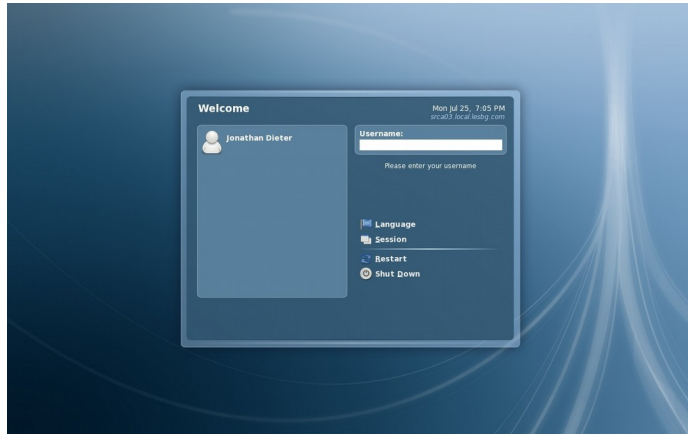 Welcome
Mon Jul 25, 7:05 PM
srca03.local.lesbg.com
Jonathan Dieter
Username:
Please enter your username
Language
Session
Restart
Shut Down